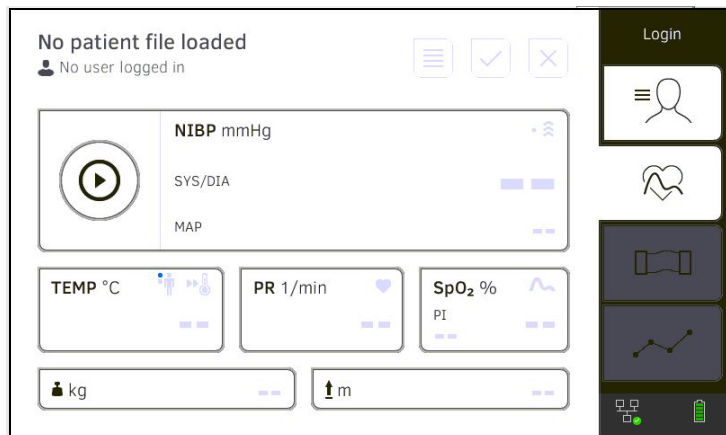 No patient file loaded
No user logged in
Login
NIBP mmHg
SYS/DIA
-- --
MAP
--
TEMP °C
--
PR 1/min
--
SpO₂ %
PI
-- --
kg --
m --